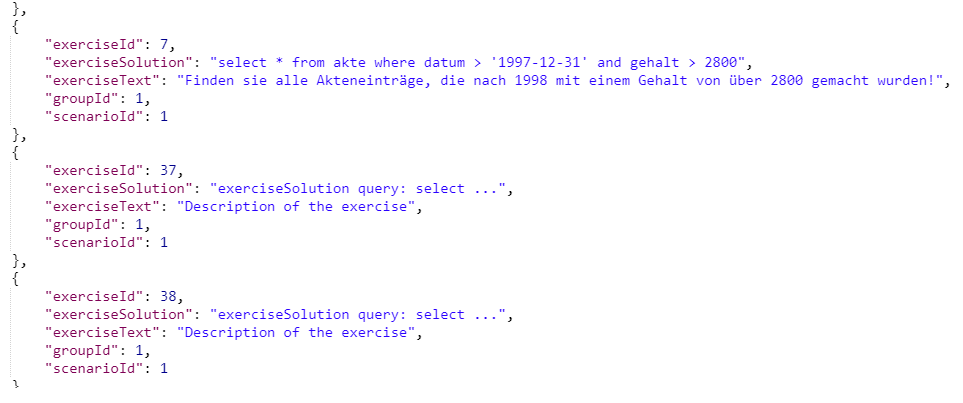 },
{
    "exerciseId": 7,
    "exerciseSolution": "select * from akte where datum > '1997-12-31' and gehalt > 2800",
    "exerciseText": "Finden sie alle Akteneinträge, die nach 1998 mit einem Gehalt von über 2800 gemacht wurden!",
    "groupId": 1,
    "scenarioId": 1
},
{
    "exerciseId": 37,
    "exerciseSolution": "exerciseSolution query: select ...",
    "exerciseText": "Description of the exercise",
    "groupId": 1,
    "scenarioId": 1
},
{
    "exerciseId": 38,
    "exerciseSolution": "exerciseSolution query: select ...",
    "exerciseText": "Description of the exercise",
    "groupId": 1,
    "scenarioId": 1
}